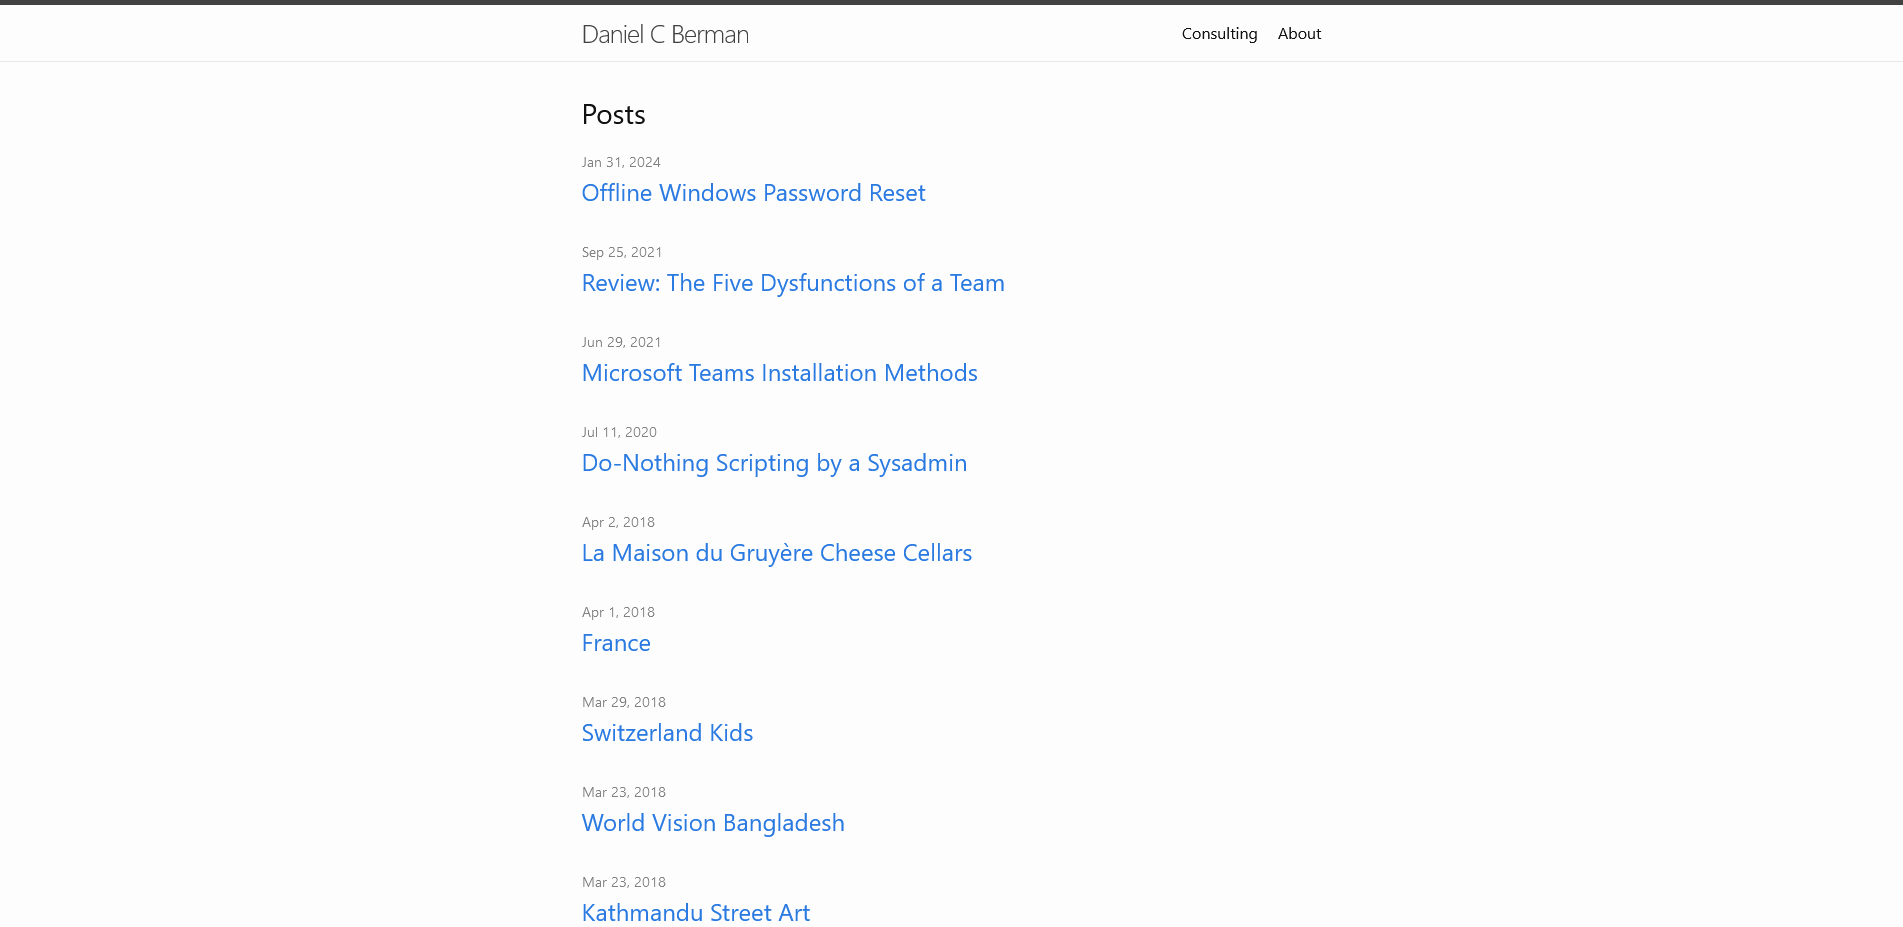 Daniel C Berman
Consulting About
Posts
Jan 31, 2024
Offline Windows Password Reset
Sep 25, 2021
Review: The Five Dysfunctions of a Team
Jun 29, 2021
Microsoft Teams Installation Methods
Jul 11, 2020
Do-Nothing Scripting by a Sysadmin
Apr 2, 2018
La Maison du Gruyère Cheese Cellars
Apr 1, 2018
France
Mar 29, 2018
Switzerland Kids
Mar 23, 2018
World Vision Bangladesh
Mar 23, 2018
Kathmandu Street Art